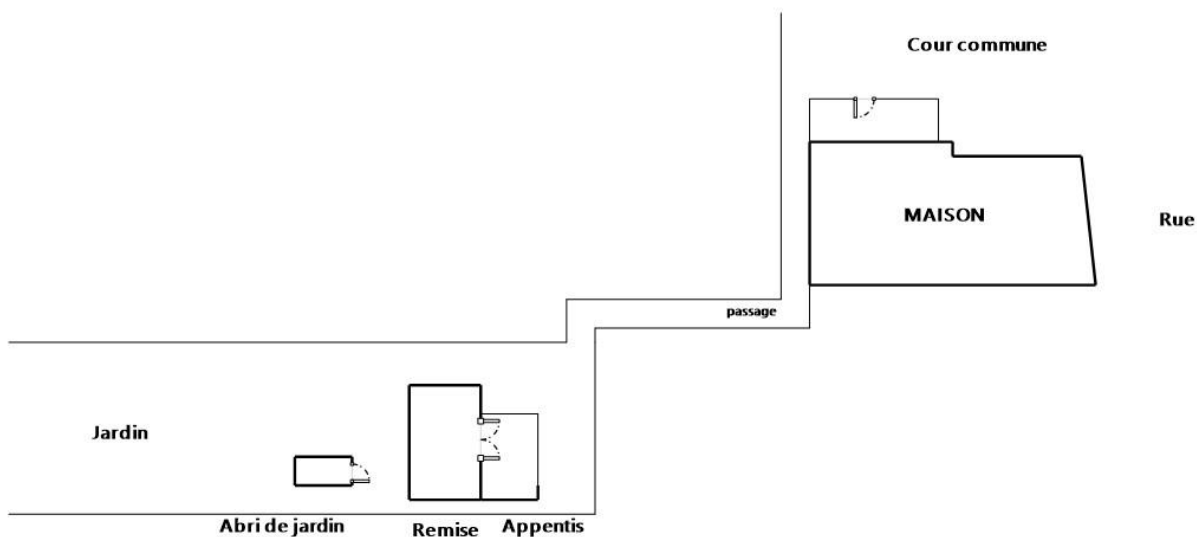 Cour commune
MAISON
Rue
passage
Jardin
Abri de jardin
Remise
Appentis